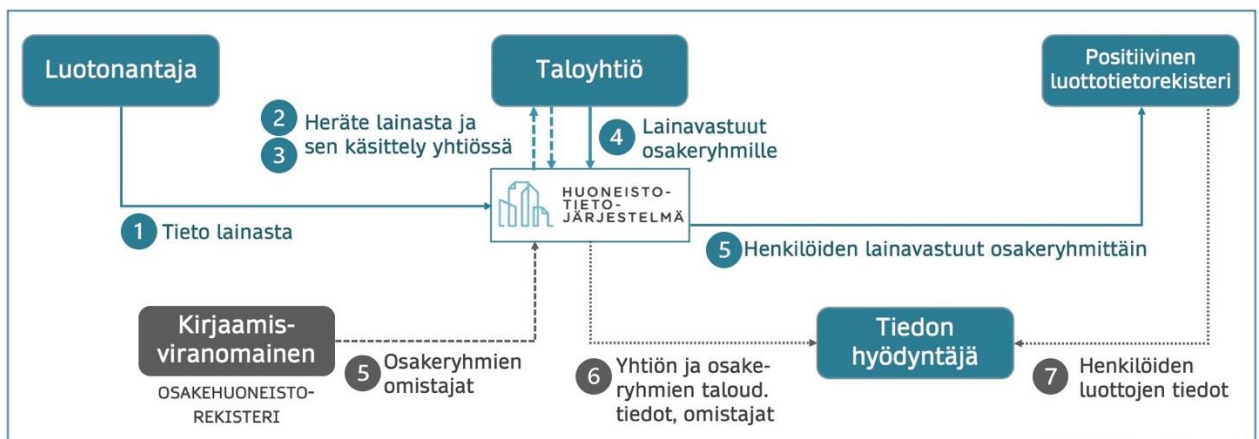 Luotonantaja
Taloyhtiö
Positiivinen
luottotietorekisteri
2
3
Heräte lainasta ja
sen käsittely yhtiössä
4
Lainavastuut
osakeryhmille
HUONEISTO-
TIETO-
JÄRJESTELMÄ
1 Tieto lainasta
5 Henkilöiden lainavastuut osakeryhmittäin
Kirjaamis-
viranomainen
OSAKEHUONEISTO-
REKISTERI
5 Osakeryhmien
omistajat
6 Yhtiön ja osake-
ryhmien taloud.
tiedot, omistajat
Tiedon
hyödyntäjä
7 Henkilöiden
luottojen tiedot